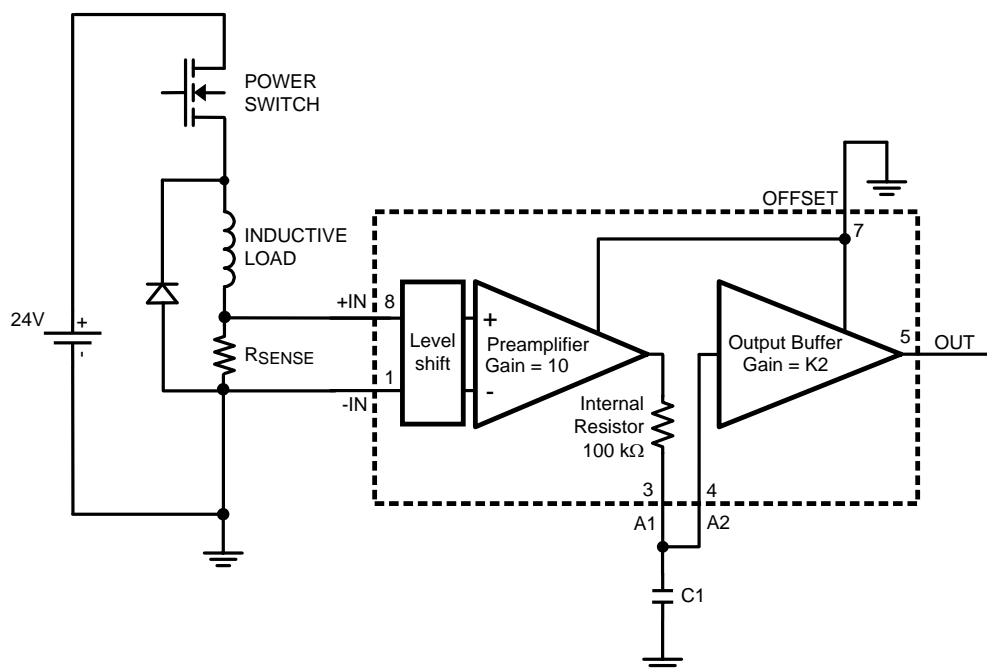 POWER
SWITCH
OFFSET
7
INDUCTIVE
LOAD
+IN
8
24V
+
-
Level
shift
+
-
Preamplifier
Gain = 10
Output Buffer
Gain = K2
5
OUT
RSENSE
1
-IN
Internal
Resistor
100 kΩ
3
4
A1
A2
C1